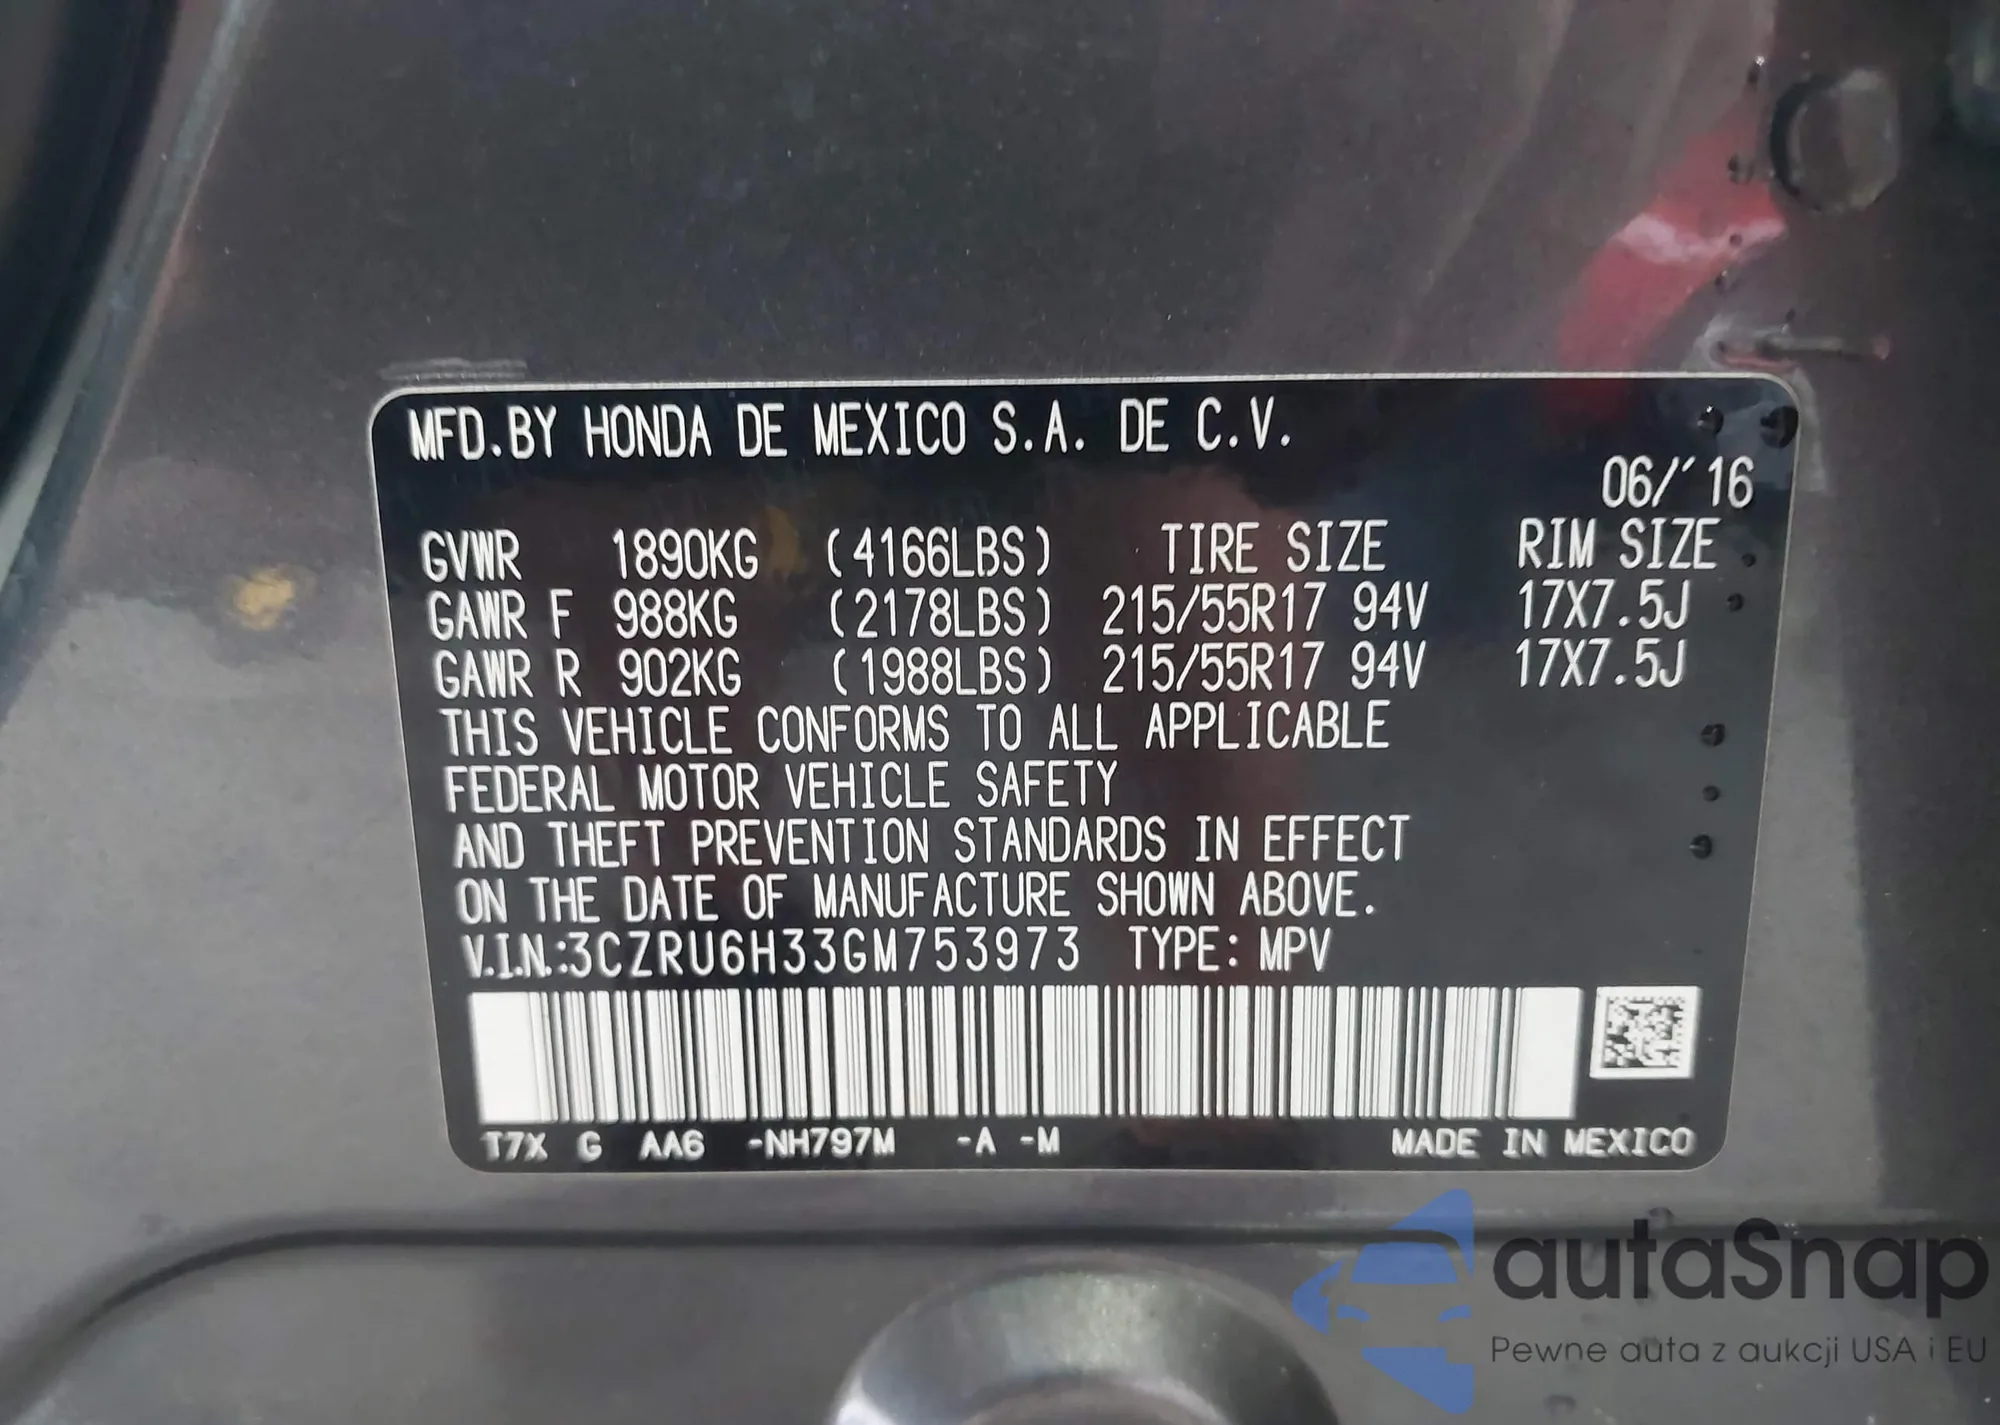 MFD.BY HONDA DE MEXICO S.A. DE C.V.
06/'16
GVWR 1890KG (4166LBS) TIRE SIZE RIM SIZE
GAWR F 988KG (2178LBS) 215/55R17 94V 17X7.5J
GAWR R 902KG (1988LBS) 215/55R17 94V 17X7.5J
THIS VEHICLE CONFORMS TO ALL APPLICABLE
FEDERAL MOTOR VEHICLE SAFETY
AND THEFT PREVENTION STANDARDS IN EFFECT
ON THE DATE OF MANUFACTURE SHOWN ABOVE.
V.I.N.:3CZRU6H33GM753973 TYPE: MPV
T7X G AA6 -NH797M -A -M MADE IN MEXICO
autaSnap
Pewne auta z aukcji USA i EU